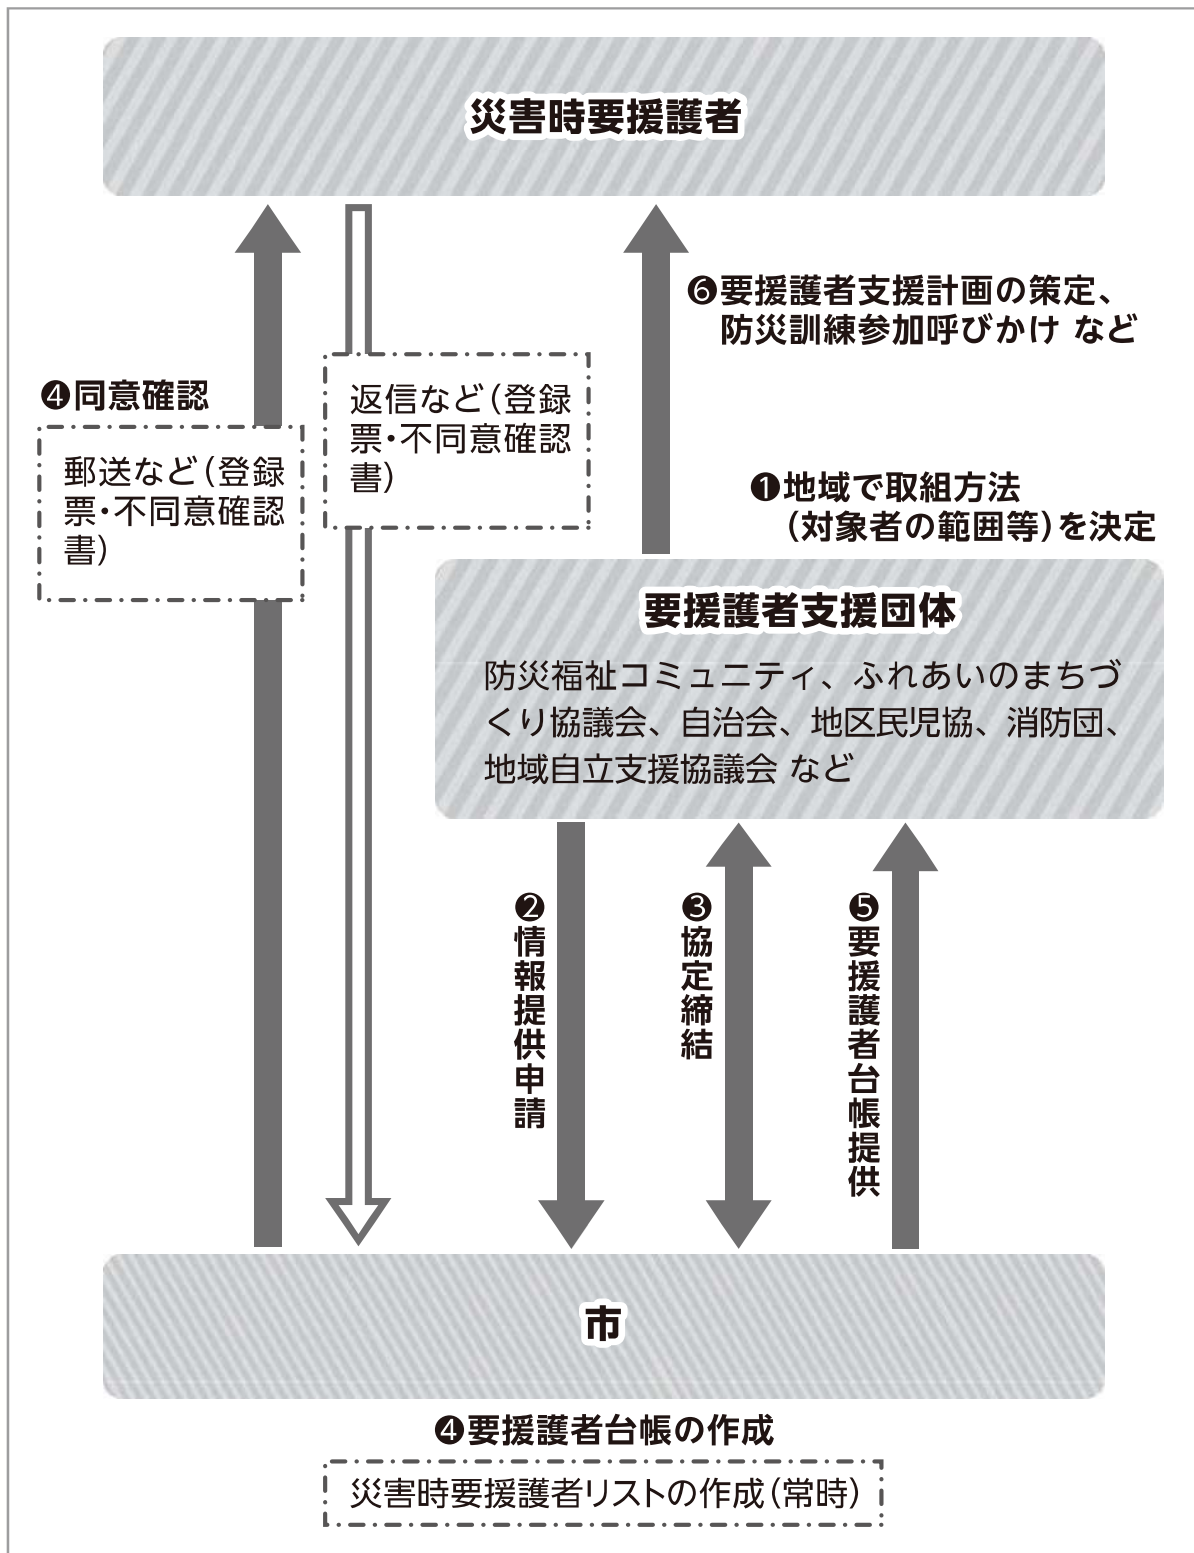 災害時要援護者
❻要援護者支援計画の策定、
防災訓練参加呼びかけ など
❹同意確認
郵送など（登録
票・不同意確認
書）
返信など（登録
票・不同意確認
書）
❶地域で取組方法
（対象者の範囲等）を決定
要援護者支援団体
防災福祉コミュニティ、ふれあいのまちづ
くり協議会、自治会、地区民児協、消防団、
地域自立支援協議会 など
❷情報提供申請
❸協定締結
❺要援護者台帳提供
市
❹要援護者台帳の作成
災害時要援護者リストの作成（常時）